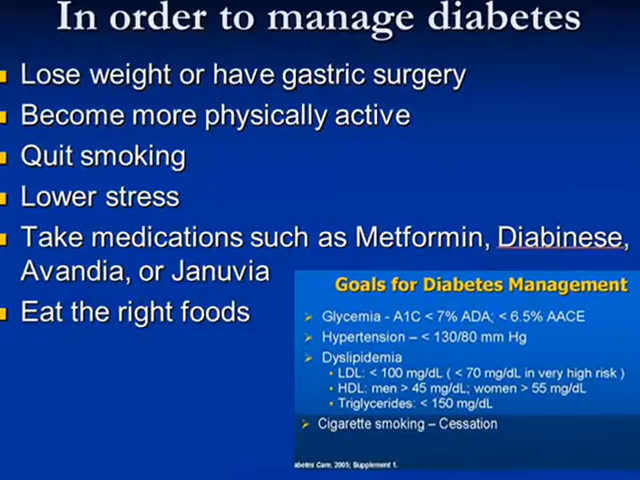 In order to manage diabetes
Lose weight or have gastric surgery
Become more physically active
Quit smoking
Lower stress
Take medications such as Metformin, Diabinese,
Avandia, or Januvia
Eat the right foods
Goals for Diabetes Management
Glycemia - A1C < 7% ADA; < 6.5% AACE
Hypertension – < 130/80 mm Hg
Dyslipidemia
• LDL: < 100 mg/dL ( < 70 mg/dL in very high risk )
• HDL: men > 45 mg/dL; women > 55 mg/dL
• Triglycerides: < 150 mg/dL
Cigarette smoking – Cessation
abetes Care, 2005; Supplement 1.